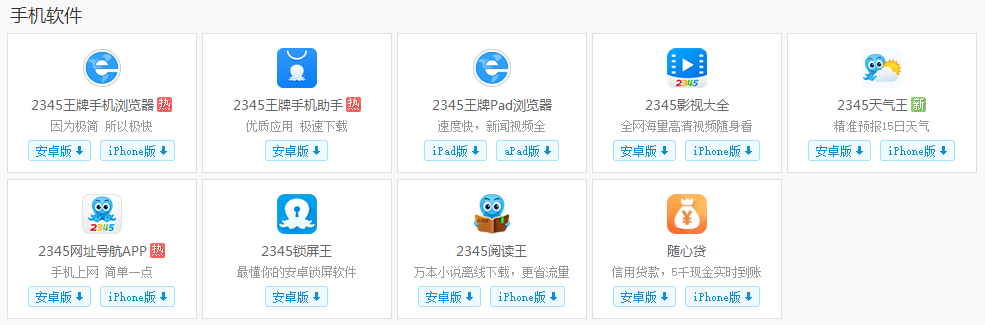 手机软件
2345王牌手机浏览器 热
因为极简 所以极快
安卓版 iPhone版
2345王牌手机助手 热
优质应用 极速下载
安卓版
2345王牌Pad浏览器
速度快，新闻视频全
iPad版 aPad版
2345
2345影视大全
全网海量高清视频随身看
安卓版 iPhone版
2345天气王 新
精准预报15日天气
安卓版 iPhone版
2345
2345网址导航APP 热
手机上网 简单一点
安卓版 iPhone版
2345锁屏王
最懂你的安卓锁屏软件
安卓版
2345阅读王
万本小说离线下载，更省流量
安卓版 iPhone版
¥
随心贷
信用贷款，5千现金实时到账
安卓版 iPhone版